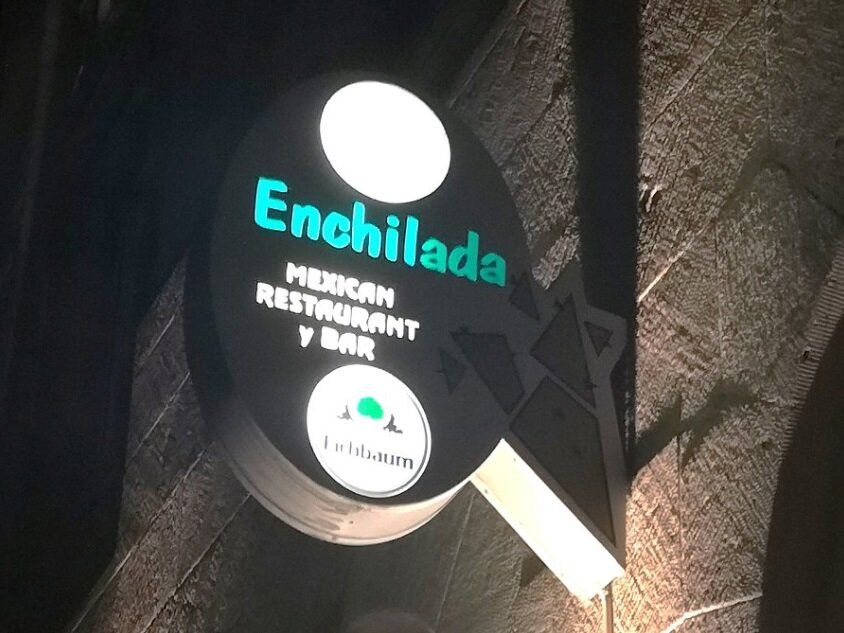 Enchilada
MEXICAN
RESTAURANT
y BAR
Eichbaum